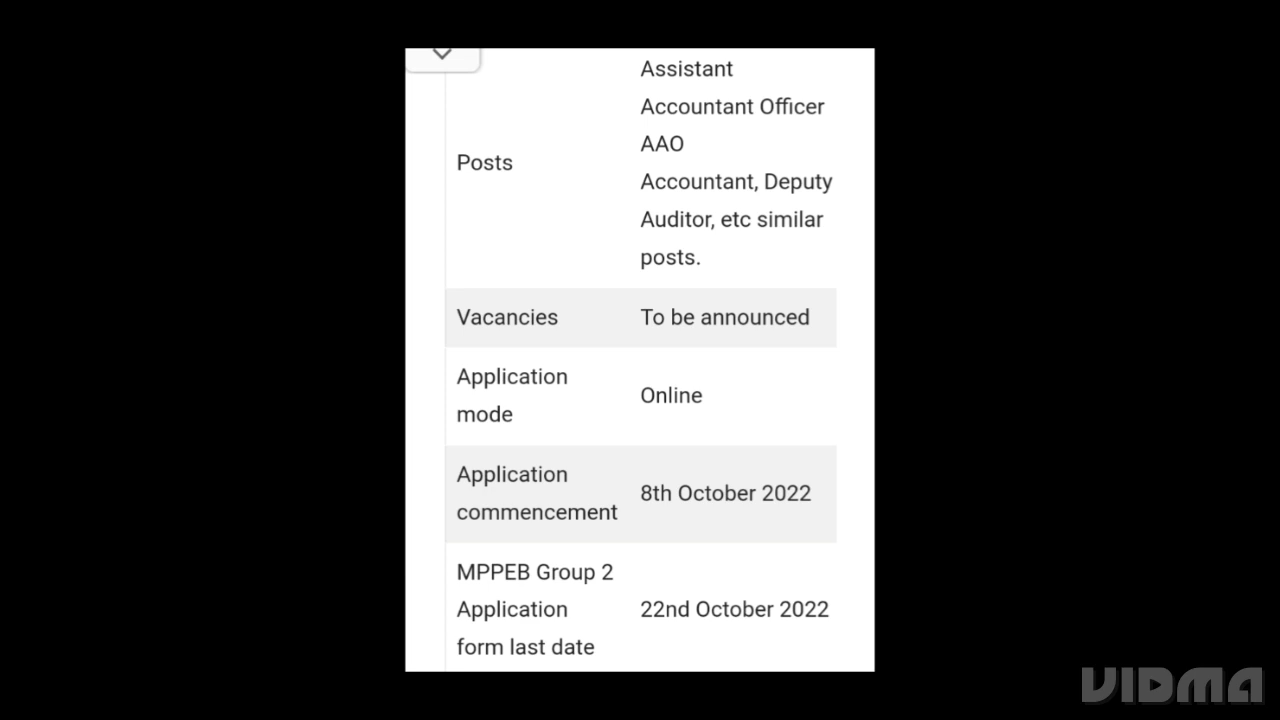 Assistant
Accountant Officer
AAO
Posts
Accountant, Deputy
Auditor, etc similar
posts.
Vacancies To be announced
Application
mode
Online
Application
commencement
8th October 2022
MPPEB Group 2
Application
form last date
22nd October 2022
VIDMA